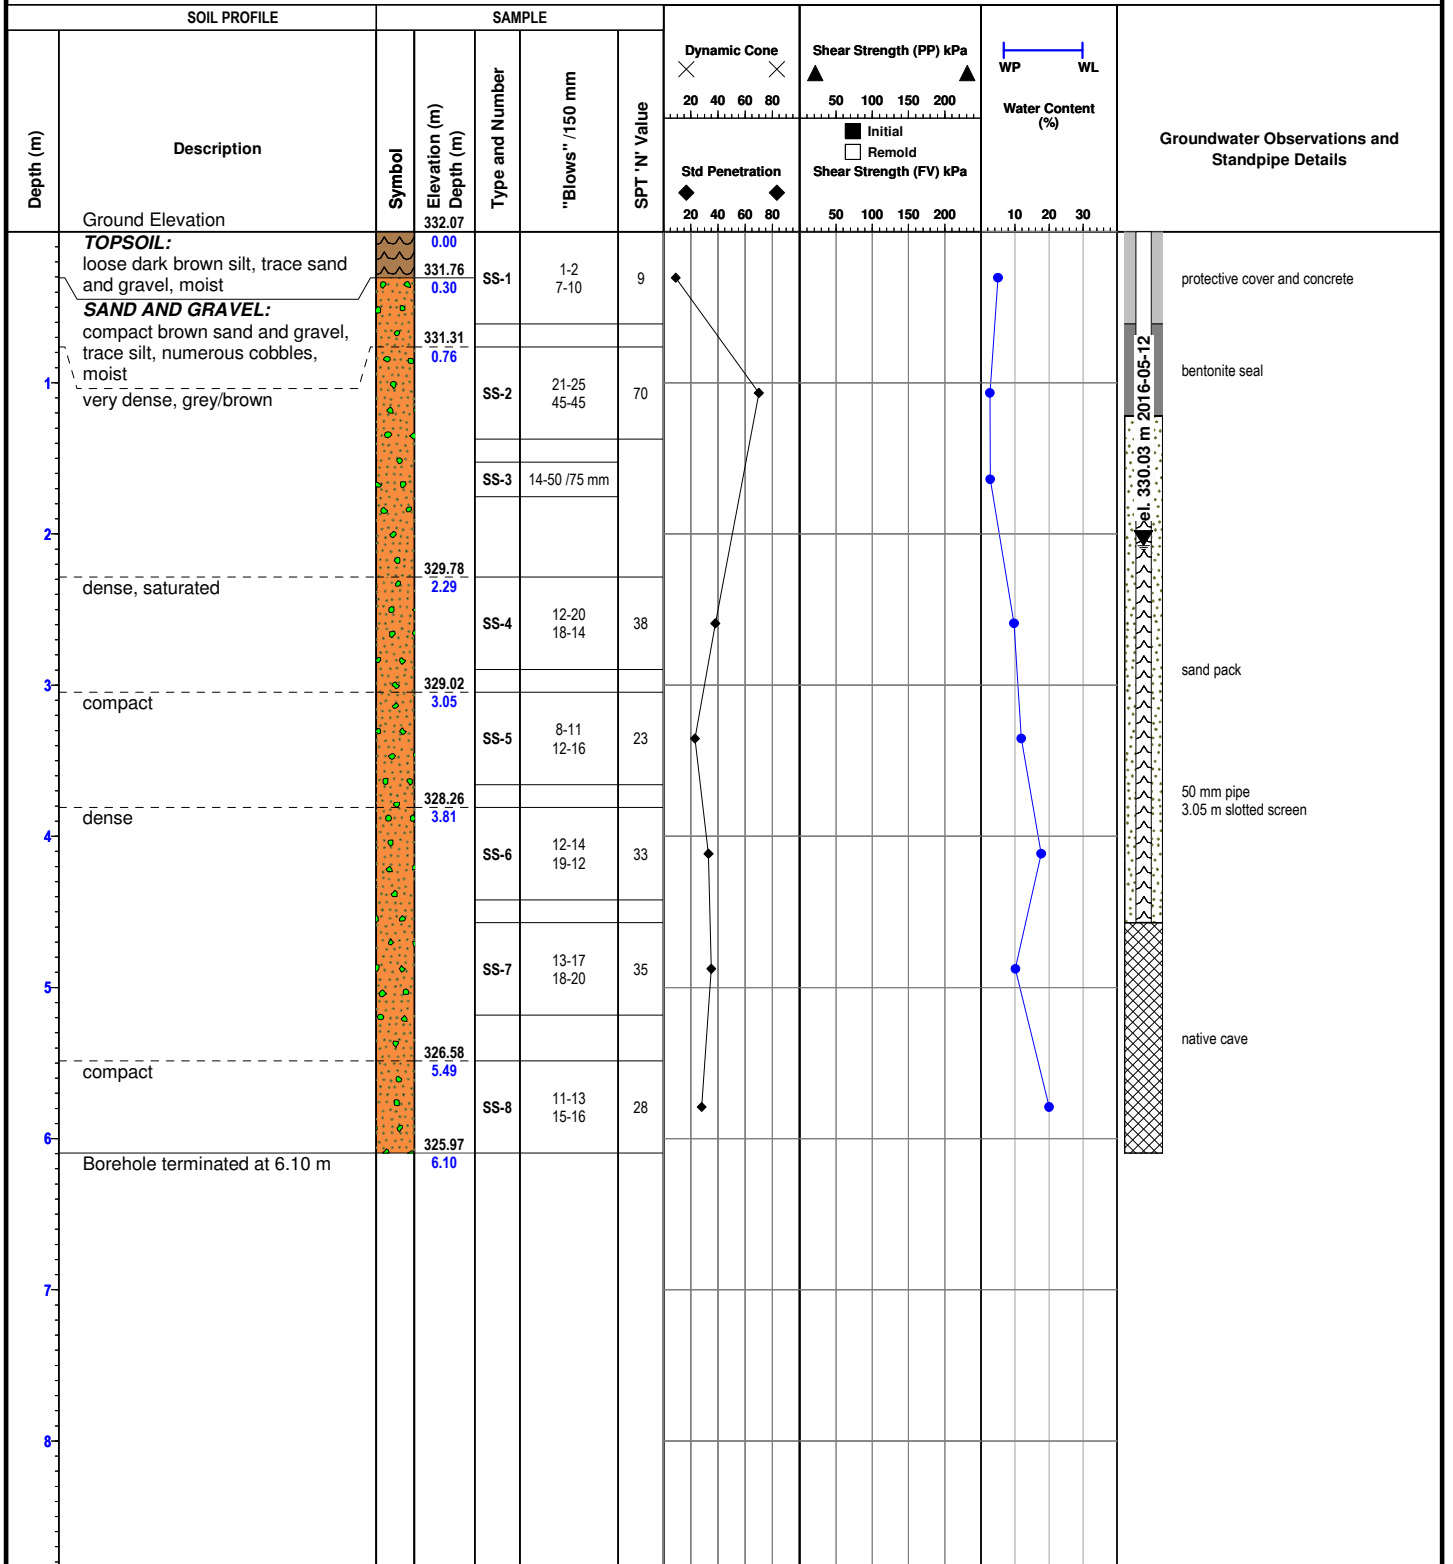 SOIL PROFILE
SAMPLE
Depth (m)
Description
Symbol
Elevation (m)
Depth (m)
Type and Number
"Blows" /150 mm
SPT 'N' Value
Dynamic Cone
20 40 60 80
Std Penetration
20 40 60 80
Shear Strength (PP) kPa
50 100 150 200
Initial
Remold
Shear Strength (FV) kPa
50 100 150 200
WP WL
Water Content
(%)
10 20 30
Groundwater Observations and
Standpipe Details
Ground Elevation
332.07
TOPSOIL:
0.00
loose dark brown silt, trace sand
and gravel, moist
331.76
0.30
SS-1
1-2
7-10
9
protective cover and concrete
SAND AND GRAVEL:
compact brown sand and gravel,
trace silt, numerous cobbles,
moist
331.31
0.76
1
very dense, grey/brown
SS-2
21-25
45-45
70
bentonite seal
el. 330.03 m 2016-05-12
SS-3
14-50 /75 mm
2
329.78
dense, saturated
2.29
SS-4
12-20
18-14
38
sand pack
3
329.02
compact
3.05
SS-5
8-11
12-16
23
50 mm pipe
3.05 m slotted screen
328.26
dense
3.81
4
SS-6
12-14
19-12
33
SS-7
13-17
18-20
35
5
native cave
326.58
compact
5.49
SS-8
11-13
15-16
28
6
325.97
Borehole terminated at 6.10 m
6.10
7
8